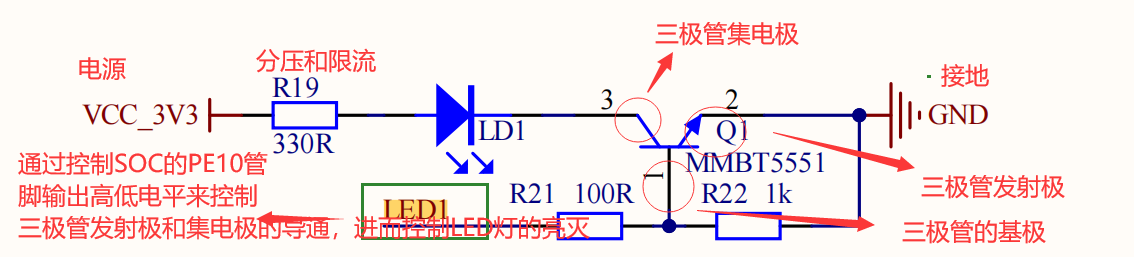 三极管集电极
电源
分压和限流
接地
R19
VCC_3V3
330R
LD1
3
2
Q1
GND
MMBT5551
1
通过控制SOC的PE10管
脚输出高低电平来控制
三极管发射极和集电极的导通，进而控制LED灯的亮灭
LED1
R21 100R
R22 1k
三极管发射极
三极管的基极